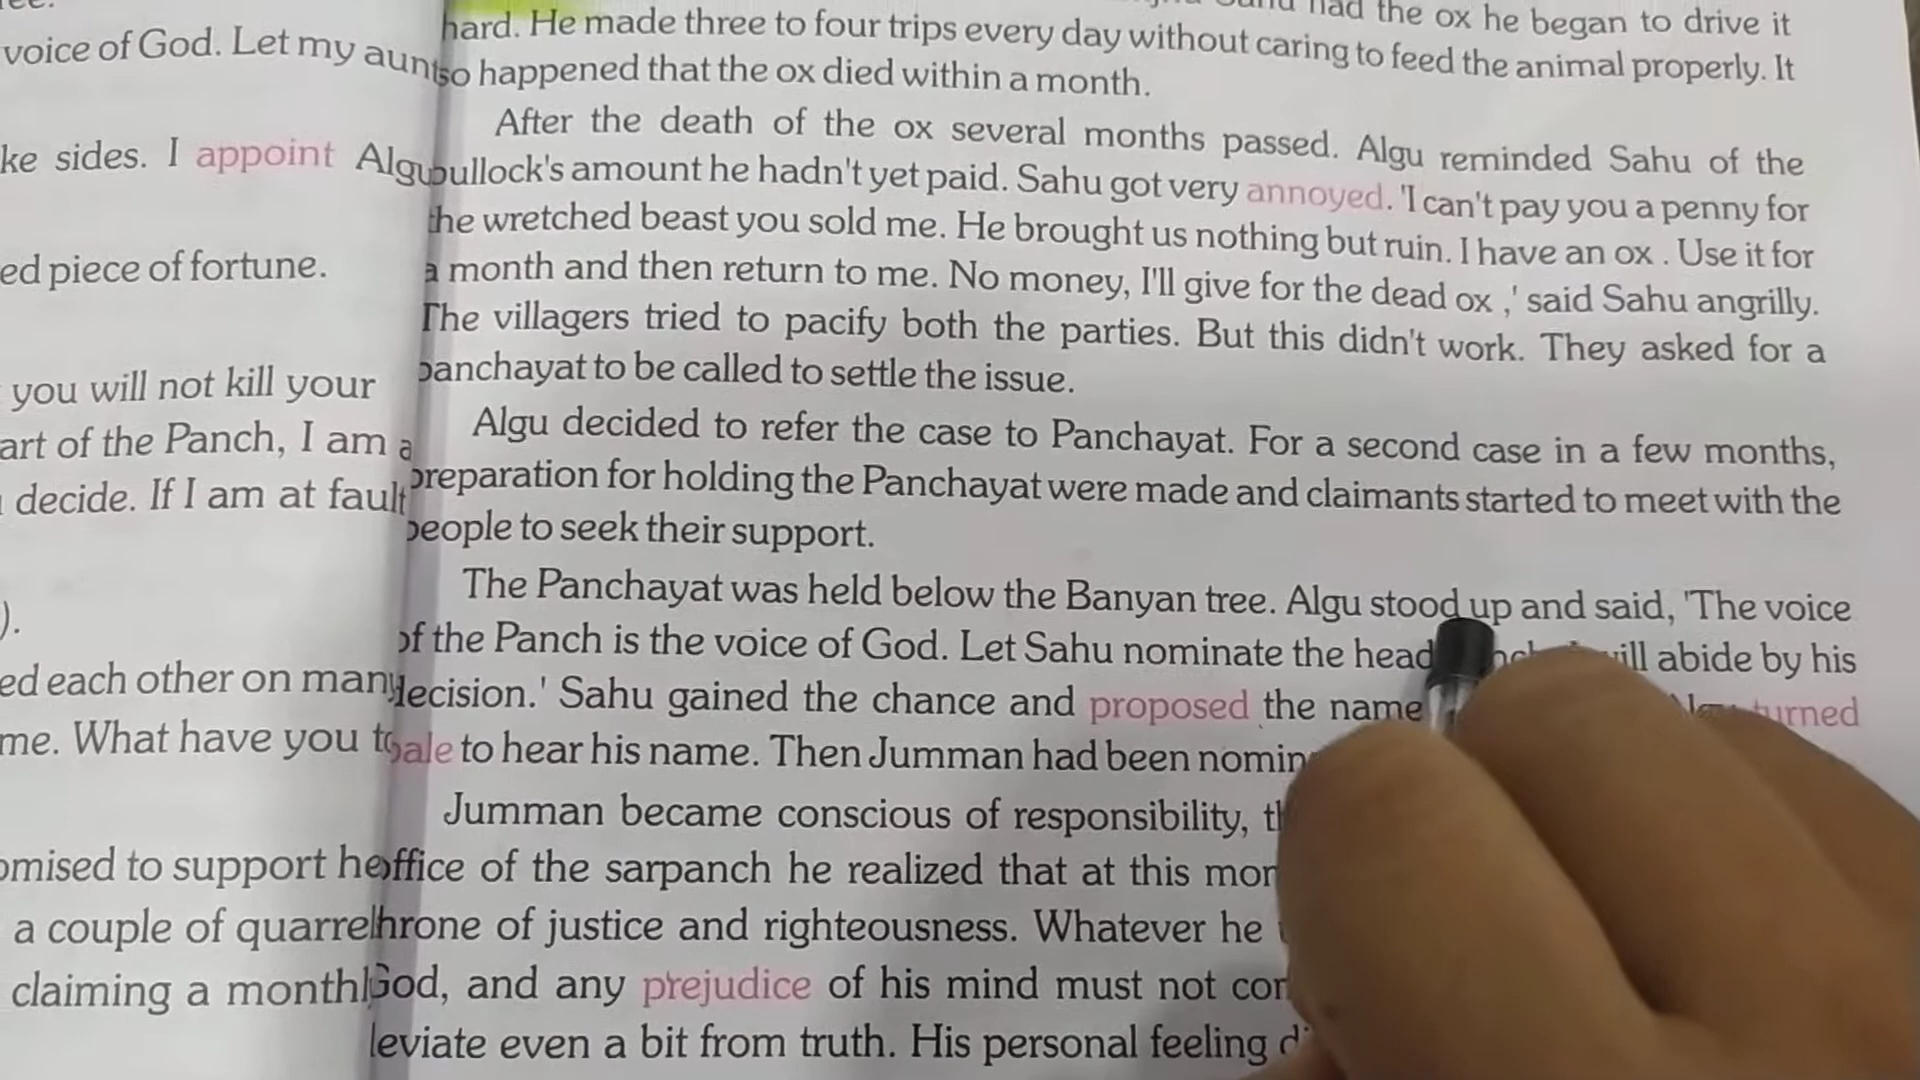 voice of God. Let my aunt
ke sides. I appoint Algu
ed piece of fortune.
you will not kill your
art of the Panch, I am a
decide. If I am at fault
).
ed each other on many
me. What have you to
omised to support he
a couple of quarrel
claiming a monthl
had the ox he began to drive it
hard. He made three to four trips every day without caring to feed the animal properly. It
so happened that the ox died within a month.
After the death of the ox several months passed. Algu reminded Sahu of the
bullock's amount he hadn't yet paid. Sahu got very annoyed. 'I can't pay you a penny for
the wretched beast you sold me. He brought us nothing but ruin. I have an ox . Use it for
a month and then return to me. No money, I'll give for the dead ox ,' said Sahu angrilly.
The villagers tried to pacify both the parties. But this didn't work. They asked for a
panchayat to be called to settle the issue.
Algu decided to refer the case to Panchayat. For a second case in a few months,
preparation for holding the Panchayat were made and claimants started to meet with the
people to seek their support.
The Panchayat was held below the Banyan tree. Algu stood up and said, 'The voice
of the Panch is the voice of God. Let Sahu nominate the head will abide by his
decision.' Sahu gained the chance and proposed the name turned
pale to hear his name. Then Jumman had been nomin
Jumman became conscious of responsibility, th
office of the sarpanch he realized that at this mom
throne of justice and righteousness. Whatever he
God, and any prejudice of his mind must not con
deviate even a bit from truth. His personal feeling